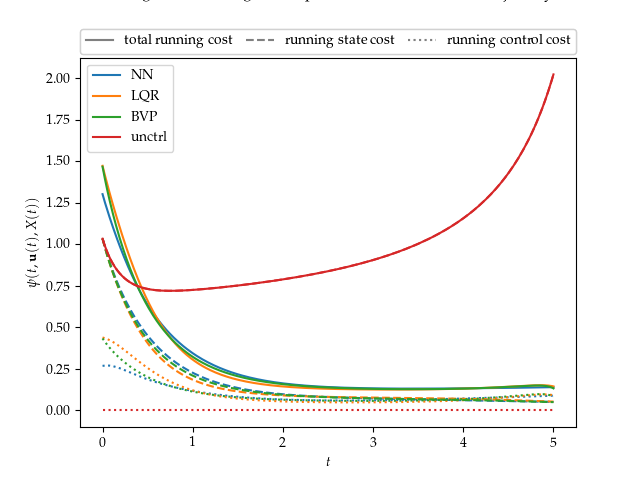 total running cost running state cost running control cost
NN
LQR
BVP
unctrl
2.00
1.75
1.50
1.25
1.00
0.75
0.50
0.25
0.00
ψ(t, u(t), X(t))
0 1 2 3 4 5
t